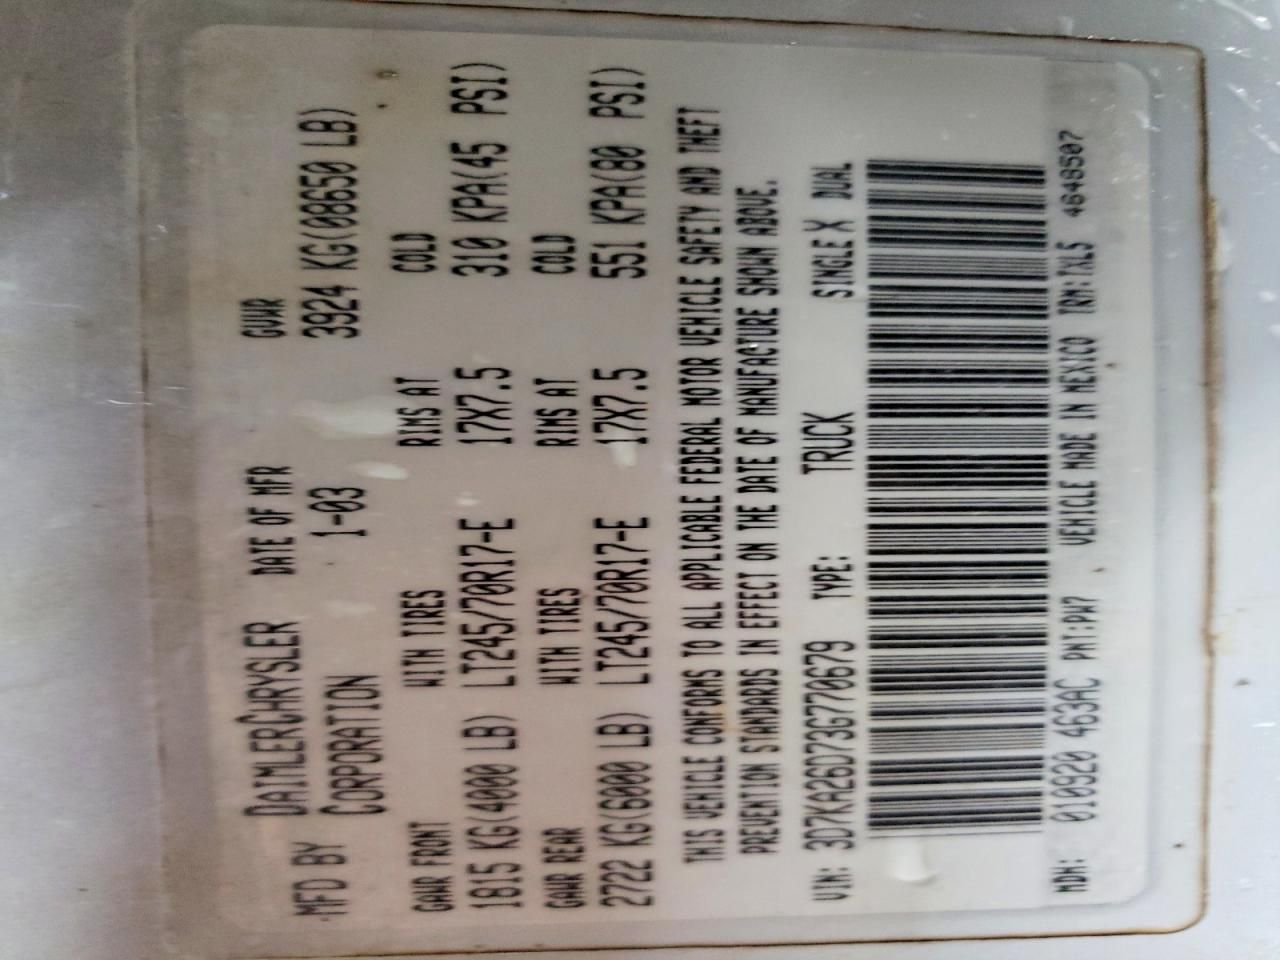 MFD BY DAIMLERCHRYSLER CORPORATION DATE OF MFR 1-03 GVWR 3924 KG(08650 LB)
GAWR FRONT WITH TIRES RIMS AT COLD
1815 KG(4000 LB) LT245/70R17-E 17X7.5 310 KPA(45 PSI)
GAWR REAR WITH TIRES RIMS AT COLD
2722 KG(6000 LB) LT245/70R17-E 17X7.5 551 KPA(80 PSI)
THIS VEHICLE CONFORMS TO ALL APPLICABLE FEDERAL MOTOR VEHICLE SAFETY AND THEFT
PREVENTION STANDARDS IN EFFECT ON THE DATE OF MANUFACTURE SHOWN ABOVE.
VIN: 3D7KA26D73G770679 TYPE: TRUCK SINGLE X DUAL
MDH: 010920 463AC PNT:PW7 VEHICLE MADE IN MEXICO TRM:TXL5 4648507